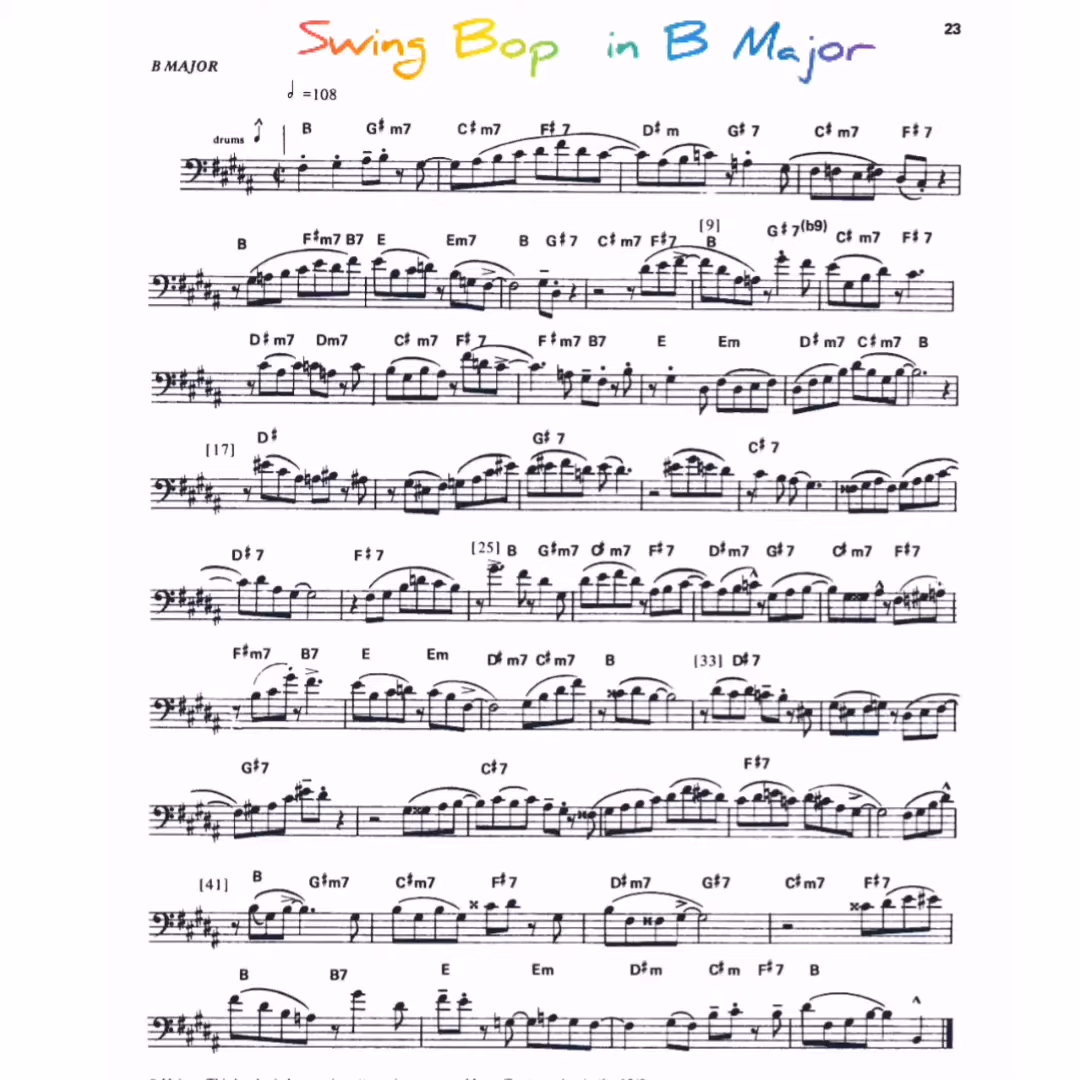 Swing Bop in B Major
23
B MAJOR
=108
drums
B G♯m7 C♯m7 F♯7 D♯m G♯7 C♯m7 F♯7
B F♯m7 B7 E Em7 B G♯7 C♯m7 F♯7 [9] B G♯7(b9) C♯m7 F♯7
D♯m7 Dm7 C♯m7 F♯7 F♯m7 B7 E Em D♯m7 C♯m7 B
[17] D♯ G♯7 C♯7
D♯7 F♯7 [25] B G♯m7 C♯m7 F♯7 D♯m7 G♯7 C♯m7 F♯7
F♯m7 B7 E Em D♯m7 C♯m7 B [33] D♯7
G♯7 C♯7 F♯7
[41] B G♯m7 C♯m7 F♯7 D♯m7 G♯7 C♯m7 F♯7
B B7 E Em D♯m C♯m F♯7 B